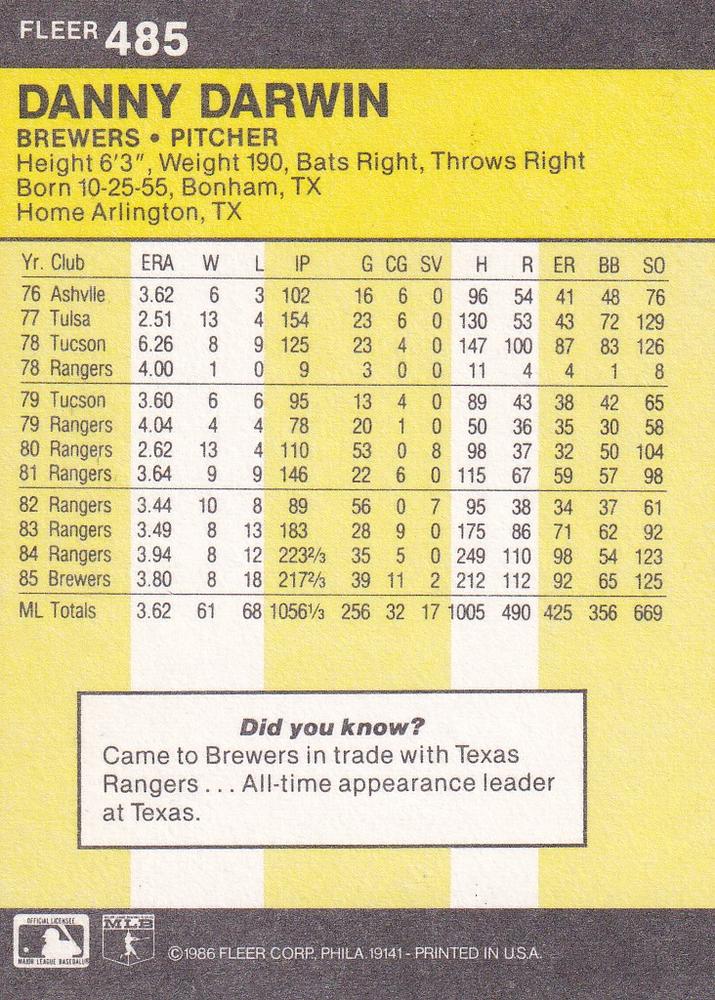 FLEER 485
DANNY DARWIN
BREWERS • PITCHER
Height 6'3", Weight 190, Bats Right, Throws Right
Born 10-25-55, Bonham, TX
Home Arlington, TX
Yr. Club ERA W L IP G CG SV H R ER BB SO
76 Ashvlle 3.62 6 3 102 16 6 0 96 54 41 48 76
77 Tulsa 2.51 13 4 154 23 6 0 130 53 43 72 129
78 Tucson 6.26 8 9 125 23 4 0 147 100 87 83 126
78 Rangers 4.00 1 0 9 3 0 0 11 4 4 1 8
79 Tucson 3.60 6 6 95 13 4 0 89 43 38 42 65
79 Rangers 4.04 4 4 78 20 1 0 50 36 35 30 58
80 Rangers 2.62 13 4 110 53 0 8 98 37 32 50 104
81 Rangers 3.64 9 9 146 22 6 0 115 67 59 57 98
82 Rangers 3.44 10 8 89 56 0 7 95 38 34 37 61
83 Rangers 3.49 8 13 183 28 9 0 175 86 71 62 92
84 Rangers 3.94 8 12 223 2/3 35 5 0 249 110 98 54 123
85 Brewers 3.80 8 18 217 2/3 39 11 2 212 112 92 65 125
ML Totals 3.62 61 68 1056 1/3 256 32 17 1005 490 425 356 669
Did you know?
Came to Brewers in trade with Texas
Rangers . . . All-time appearance leader
at Texas.
OFFICIAL LICENSEE
MAJOR LEAGUE BASEBALL
MLB
©1986 FLEER CORP., PHILA. 19141 - PRINTED IN U.S.A.